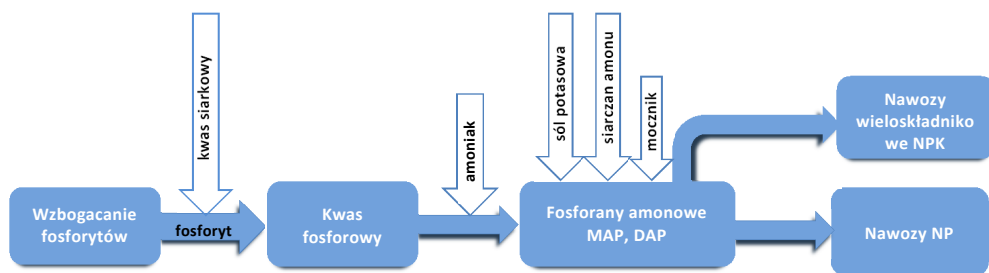 kwas siarkowy
amoniak
sól potasowa
siarczan amonu
mocznik
Nawozy
wieloskładniko
we NPK
Wzbogacanie
fosforytów
fosforyt
Kwas
fosforowy
Fosforany amonowe
MAP, DAP
Nawozy NP